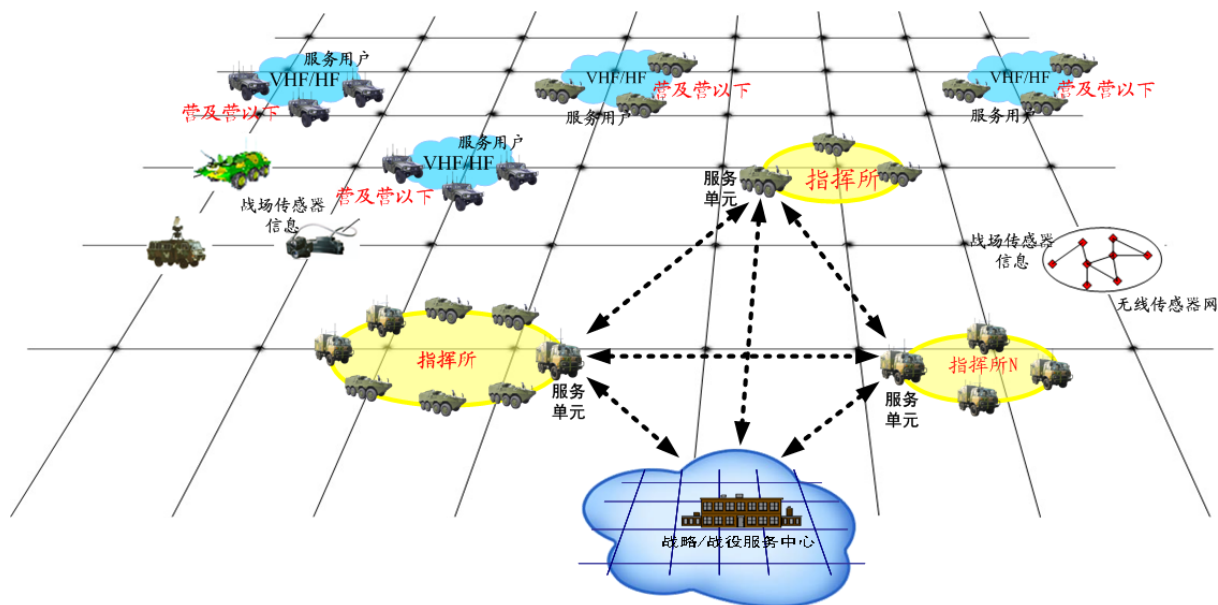 服务用户
VHF/HF
营及营以下
VHF/HF
营及营以下
服务用户
VHF/HF
营及营以下
服务用户
服务用户
VHF/HF
营及营以下
战场传感器
信息
服务
单元
指挥所
战场传感器
信息
无线传感器网
指挥所
服务
单元
指挥所N
服务
单元
战略/战役服务中心